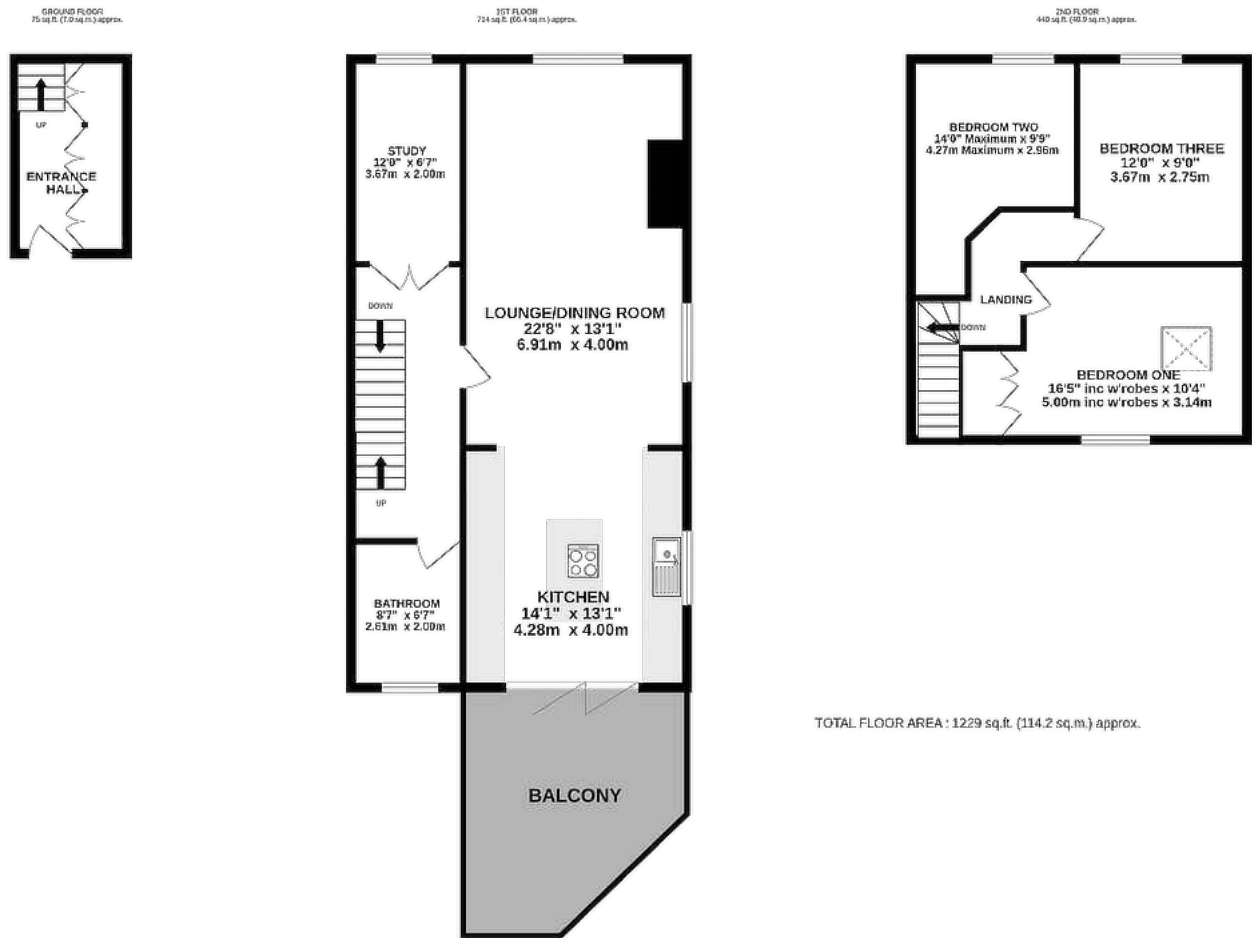 GROUND FLOOR
75 sq.ft. (7.0 sq.m.) approx.
UP
ENTRANCE
HALL
1ST FLOOR
714 sq.ft. (66.4 sq.m.) approx.
STUDY
12'0" x 6'7"
3.67m x 2.00m
DOWN
LOUNGE/DINING ROOM
22'8" x 13'1"
6.91m x 4.00m
UP
BATHROOM
8'7" x 6'7"
2.61m x 2.00m
KITCHEN
14'1" x 13'1"
4.28m x 4.00m
BALCONY
2ND FLOOR
440 sq.ft. (40.9 sq.m.) approx.
BEDROOM TWO
14'0" Maximum x 9'9"
4.27m Maximum x 2.96m
BEDROOM THREE
12'0" x 9'0"
3.67m x 2.75m
LANDING
DOWN
BEDROOM ONE
16'5" inc w'robes x 10'4"
5.00m inc w'robes x 3.14m
TOTAL FLOOR AREA : 1229 sq.ft. (114.2 sq.m.) approx.